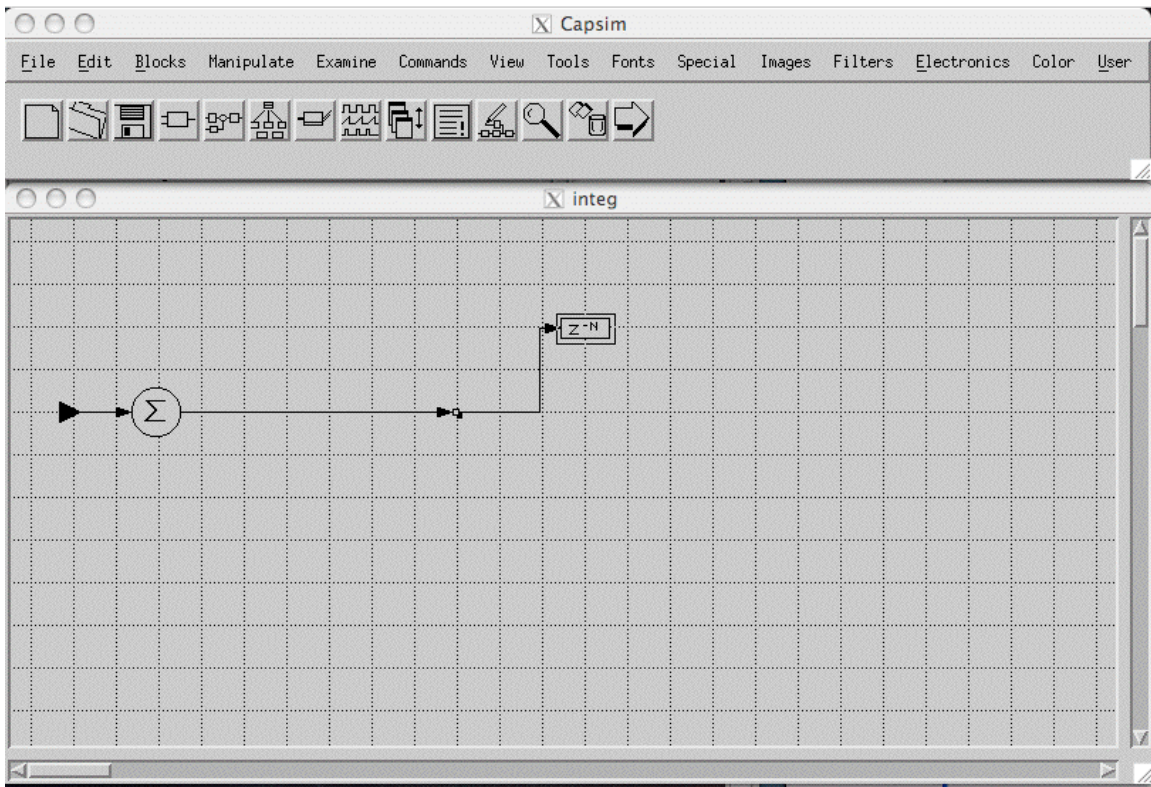 X Capsim
File Edit Blocks Manipulate Examine Commands View Tools Fonts Special Images Filters Electronics Color User
X integ
Z⁻ᴺ
Σ